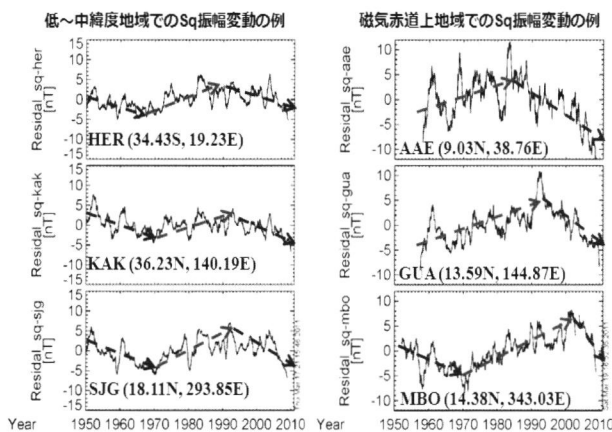 低～中緯度地域でのSq振幅変動の例
Residal_sq-her
[nT]
15
10
5
0
-5
-10
-15
HER (34.43S, 19.23E)
Residal_sq-kak
[nT]
15
10
5
0
-5
-10
-15
KAK (36.23N, 140.19E)
Residal_sq-sjg
[nT]
15
10
5
0
-5
-10
-15
SJG (18.11N, 293.85E)
Year
1950 1960 1970 1980 1990 2000 2010
磁気赤道上地域でのSq振幅変動の例
Residal_sq-aae
[nT]
10
5
0
-5
-10
AAE (9.03N, 38.76E)
Residal_sq-gua
[nT]
10
5
0
-5
-10
GUA (13.59N, 144.87E)
Residal_sq-mbo
[nT]
10
5
0
-5
-10
MBO (14.38N, 343.03E)
Year
1950 1960 1970 1980 1990 2000 2010